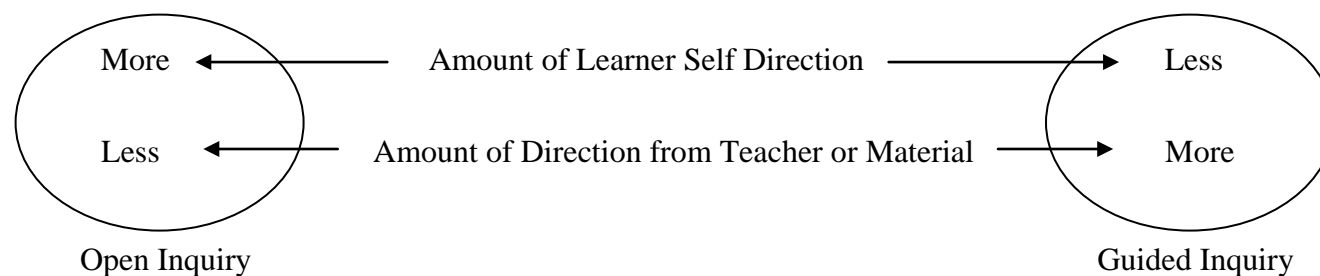 More Amount of Learner Self Direction Less
Less Amount of Direction from Teacher or Material More
Open Inquiry Guided Inquiry